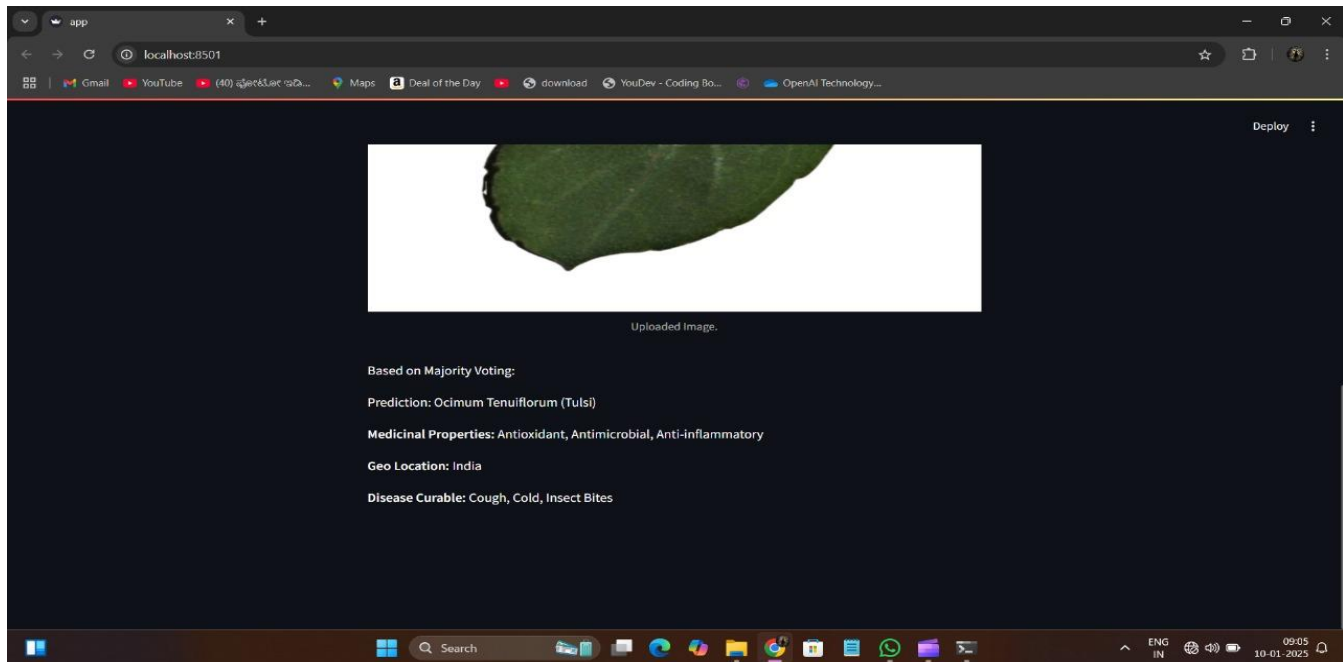 app
localhost:8501
Gmail YouTube (40) Maps Deal of the Day download YouDev - Coding Bo... OpenAI Technology...
Deploy
Uploaded Image.
Based on Majority Voting:
Prediction: Ocimum Tenuiflorum (Tulsi)
Medicinal Properties: Antioxidant, Antimicrobial, Anti-inflammatory
Geo Location: India
Disease Curable: Cough, Cold, Insect Bites
Search
ENG
IN
09:05
10-01-2025